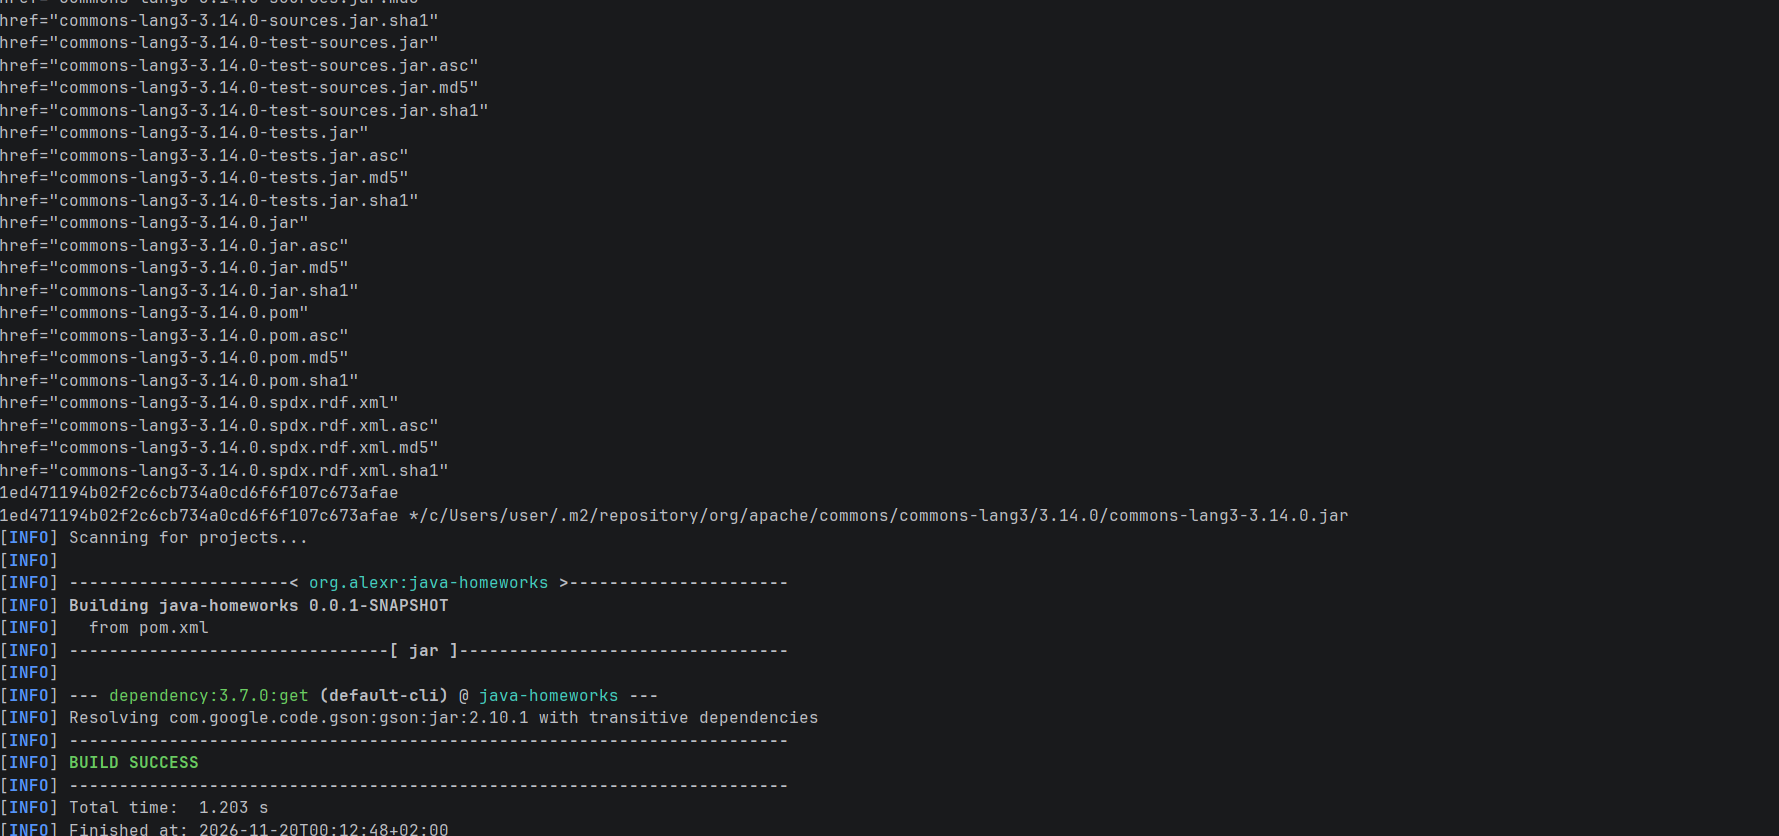 href="commons-lang3-3.14.0-sources.jar.md5"
href="commons-lang3-3.14.0-sources.jar.sha1"
href="commons-lang3-3.14.0-test-sources.jar"
href="commons-lang3-3.14.0-test-sources.jar.asc"
href="commons-lang3-3.14.0-test-sources.jar.md5"
href="commons-lang3-3.14.0-test-sources.jar.sha1"
href="commons-lang3-3.14.0-tests.jar"
href="commons-lang3-3.14.0-tests.jar.asc"
href="commons-lang3-3.14.0-tests.jar.md5"
href="commons-lang3-3.14.0-tests.jar.sha1"
href="commons-lang3-3.14.0.jar"
href="commons-lang3-3.14.0.jar.asc"
href="commons-lang3-3.14.0.jar.md5"
href="commons-lang3-3.14.0.jar.sha1"
href="commons-lang3-3.14.0.pom"
href="commons-lang3-3.14.0.pom.asc"
href="commons-lang3-3.14.0.pom.md5"
href="commons-lang3-3.14.0.pom.sha1"
href="commons-lang3-3.14.0.spdx.rdf.xml"
href="commons-lang3-3.14.0.spdx.rdf.xml.asc"
href="commons-lang3-3.14.0.spdx.rdf.xml.md5"
href="commons-lang3-3.14.0.spdx.rdf.xml.sha1"
1ed471194b02f2c6cb734a0cd6f6f107c673afae
1ed471194b02f2c6cb734a0cd6f6f107c673afae */c/Users/user/.m2/repository/org/apache/commons/commons-lang3/3.14.0/commons-lang3-3.14.0.jar
[INFO] Scanning for projects...
[INFO]
[INFO] ----------------------< org.alexr:java-homeworks >----------------------
[INFO] Building java-homeworks 0.0.1-SNAPSHOT
[INFO]   from pom.xml
[INFO] --------------------------------[ jar ]---------------------------------
[INFO]
[INFO] --- dependency:3.7.0:get (default-cli) @ java-homeworks ---
[INFO] Resolving com.google.code.gson:gson:jar:2.10.1 with transitive dependencies
[INFO] ------------------------------------------------------------------------
[INFO] BUILD SUCCESS
[INFO] ------------------------------------------------------------------------
[INFO] Total time:  1.203 s
[INFO] Finished at: 2026-11-20T00:12:48+02:00